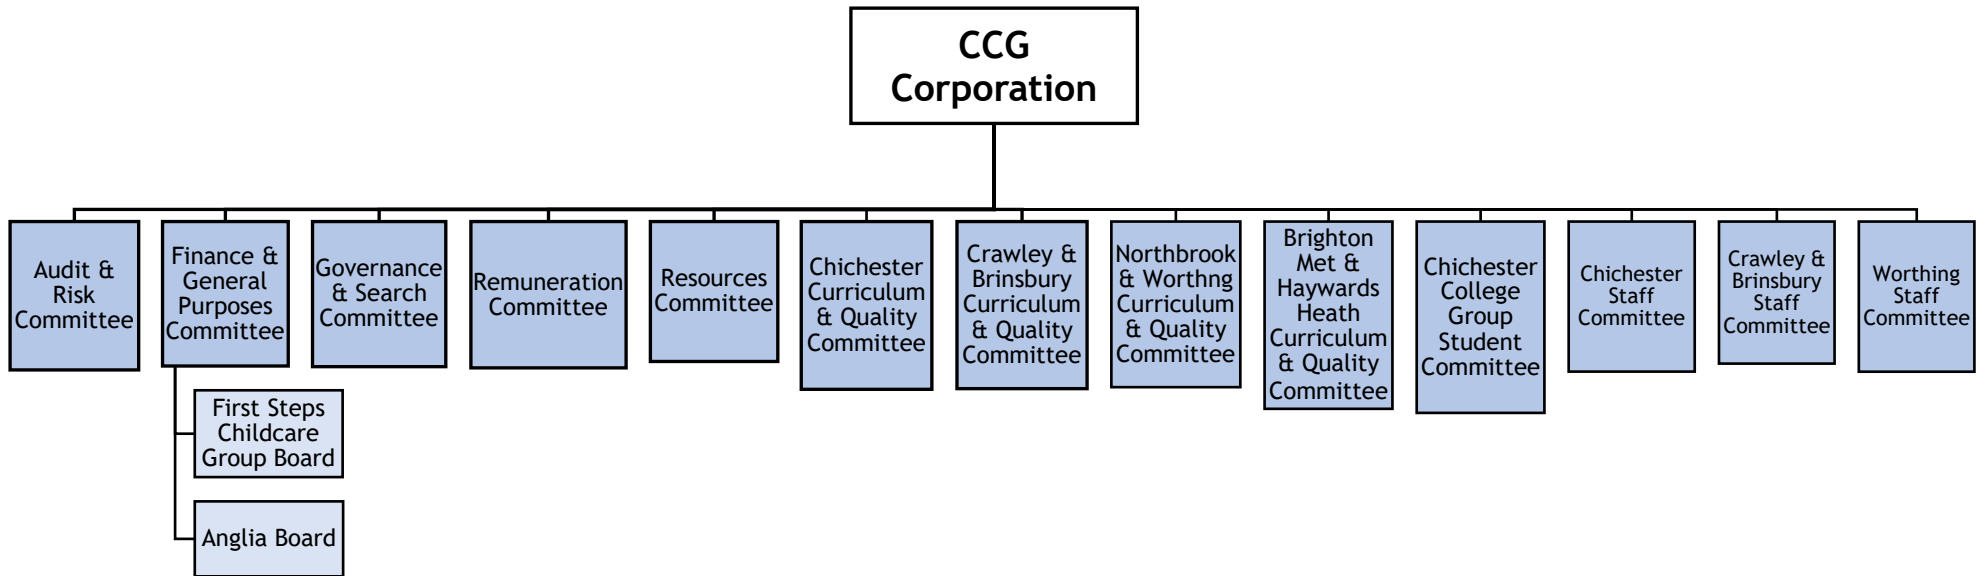 CCG
Corporation
Audit &
Risk
Committee
Finance &
General
Purposes
Committee
Governance
& Search
Committee
Remuneration
Committee
Resources
Committee
Chichester
Curriculum
& Quality
Committee
Crawley &
Brinsbury
Curriculum
& Quality
Committee
Northbrook
& Worthng
Curriculum
& Quality
Committee
Brighton
Met &
Haywards
Heath
Curriculum
& Quality
Committee
Chichester
College
Group
Student
Committee
Chichester
Staff
Committee
Crawley &
Brinsbury
Staff
Committee
Worthing
Staff
Committee
First Steps
Childcare
Group Board
Anglia Board